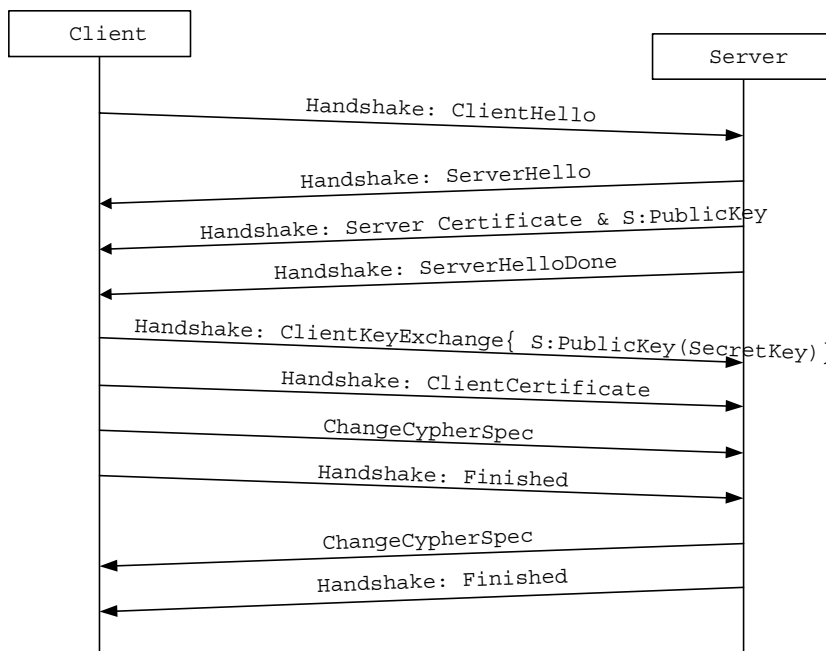 Client
Server
Handshake: ClientHello
Handshake: ServerHello
Handshake: Server Certificate & S:PublicKey
Handshake: ServerHelloDone
Handshake: ClientKeyExchange{ S:PublicKey(SecretKey)}
Handshake: ClientCertificate
ChangeCypherSpec
Handshake: Finished
ChangeCypherSpec
Handshake: Finished